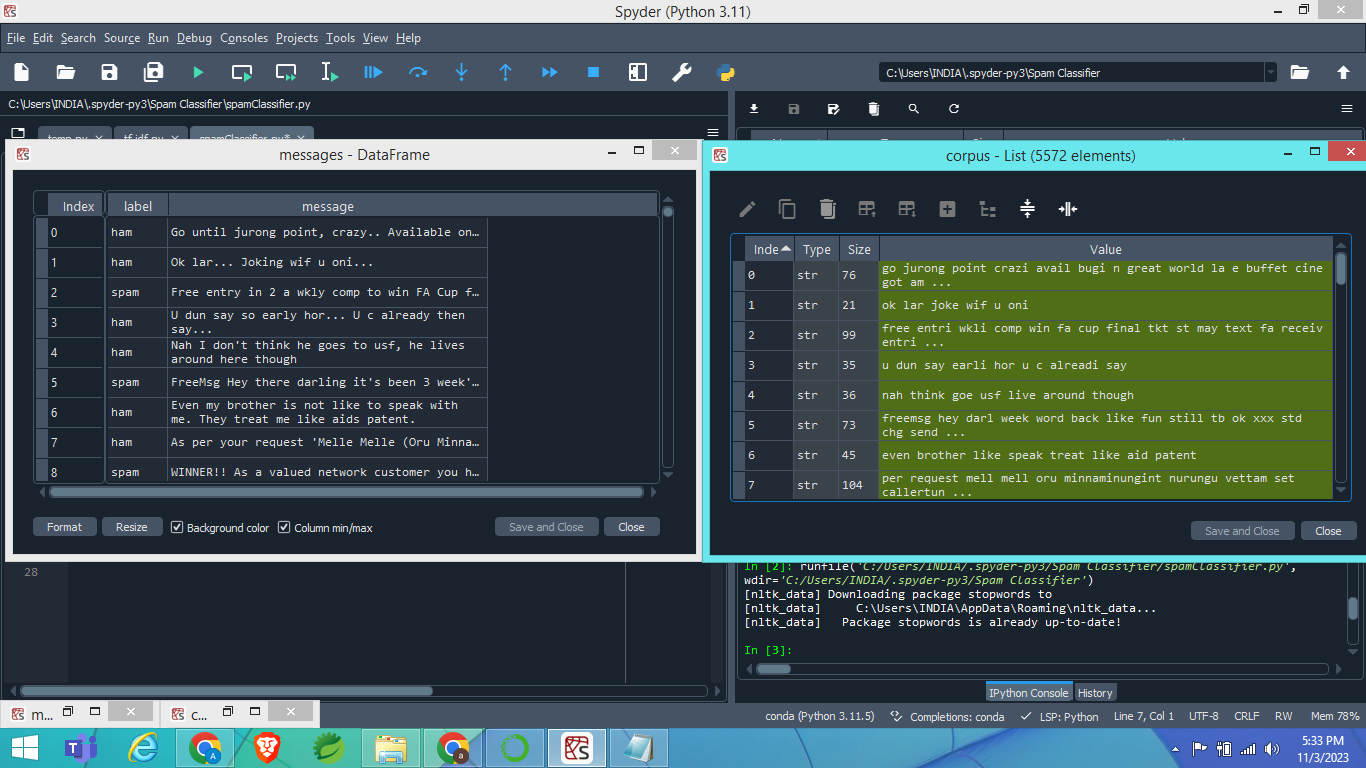 Spyder (Python 3.11)
File Edit Search Source Run Debug Consoles Projects Tools View Help
C:\Users\INDIA\.spyder-py3\Spam Classifier
C:\Users\INDIA\.spyder-py3\Spam Classifier\spamClassifier.py
temp.py tf idf.py spamClassifier.py*
messages - DataFrame
Index label message
0 ham Go until jurong point, crazy.. Available on…
1 ham Ok lar... Joking wif u oni...
2 spam Free entry in 2 a wkly comp to win FA Cup f…
3 ham U dun say so early hor... U c already then
say...
4 ham Nah I don't think he goes to usf, he lives
around here though
5 spam FreeMsg Hey there darling it's been 3 week'…
6 ham Even my brother is not like to speak with
me. They treat me like aids patent.
7 ham As per your request 'Melle Melle (Oru Minna…
8 spam WINNER!! As a valued network customer you h…
Format Resize Background color Column min/max Save and Close Close
corpus - List (5572 elements)
Inde Type Size Value
0 str 76 go jurong point crazi avail bugi n great world la e buffet cine
got am ...
1 str 21 ok lar joke wif u oni
2 str 99 free entri wkli comp win fa cup final tkt st may text fa receiv
entri ...
3 str 35 u dun say earli hor u c alreadi say
4 str 36 nah think goe usf live around though
5 str 73 freemsg hey darl week word back like fun still tb ok xxx std
chg send ...
6 str 45 even brother like speak treat like aid patent
7 str 104 per request mell mell oru minnaminungint nurungu vettam set
callertun ...
Save and Close Close
28
In [2]: runfile('C:/Users/INDIA/.spyder-py3/Spam Classifier/spamClassifier.py',
wdir='C:/Users/INDIA/.spyder-py3/Spam Classifier')
[nltk_data] Downloading package stopwords to
[nltk_data] C:\Users\INDIA\AppData\Roaming\nltk_data...
[nltk_data] Package stopwords is already up-to-date!
In [3]:
IPython Console History
m... c...
conda (Python 3.11.5) Completions: conda LSP: Python Line 7, Col 1 UTF-8 CRLF RW Mem 78%
5:33 PM
11/3/2023